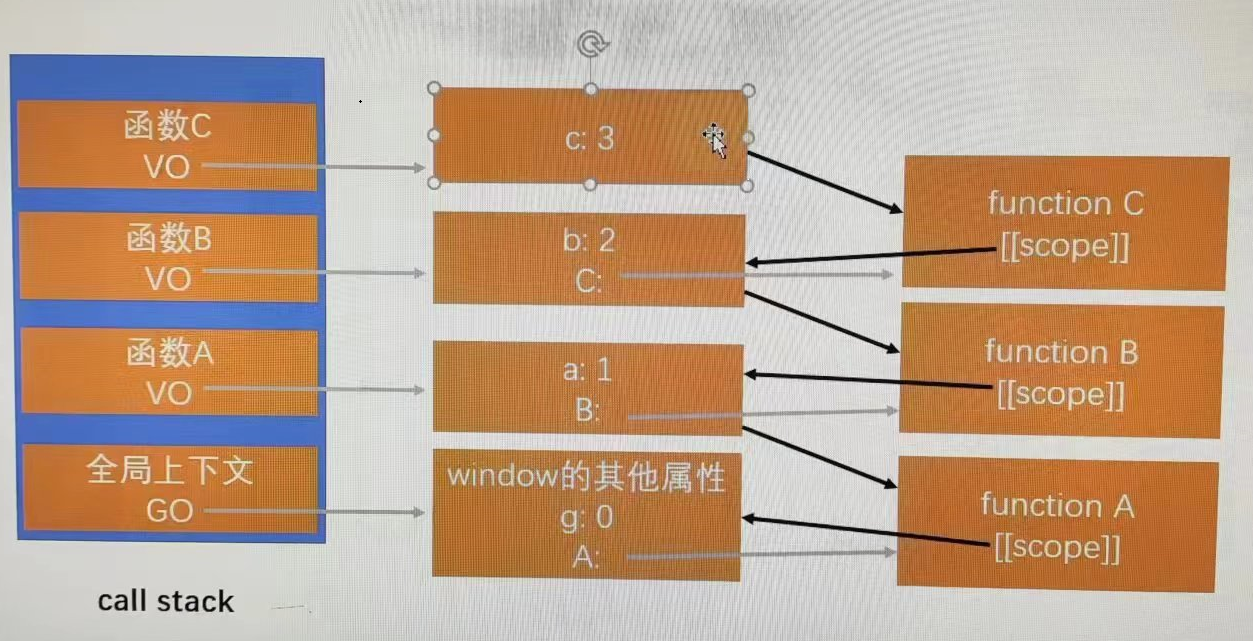 函数C
VO
函数B
VO
函数A
VO
全局上下文
GO
call stack
c: 3
b: 2
C:
a: 1
B:
window的其他属性
g: 0
A:
function C
[[scope]]
function B
[[scope]]
function A
[[scope]]